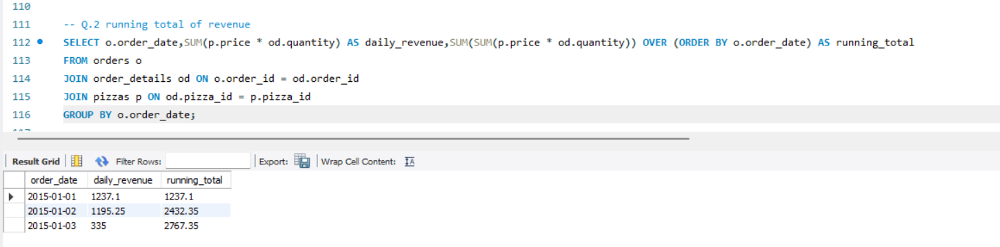 110
111 -- Q.2 running total of revenue
112 SELECT o.order_date,SUM(p.price * od.quantity) AS daily_revenue,SUM(SUM(p.price * od.quantity)) OVER (ORDER BY o.order_date) AS running_total
113 FROM orders o
114 JOIN order_details od ON o.order_id = od.order_id
115 JOIN pizzas p ON od.pizza_id = p.pizza_id
116 GROUP BY o.order_date;
Result Grid Filter Rows: Export: Wrap Cell Content:
order_date daily_revenue running_total
2015-01-01 1237.1 1237.1
2015-01-02 1195.25 2432.35
2015-01-03 335 2767.35